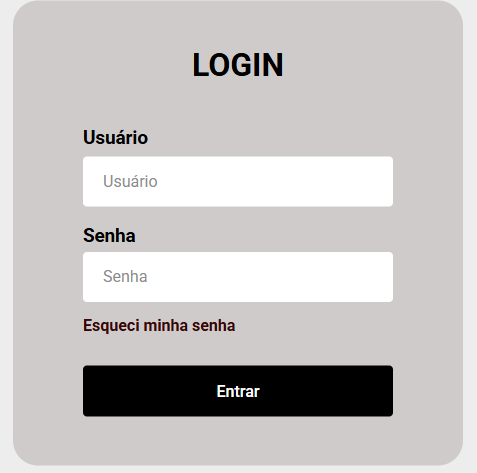 LOGIN
Usuário
Usuário
Senha
Senha
Esqueci minha senha
Entrar